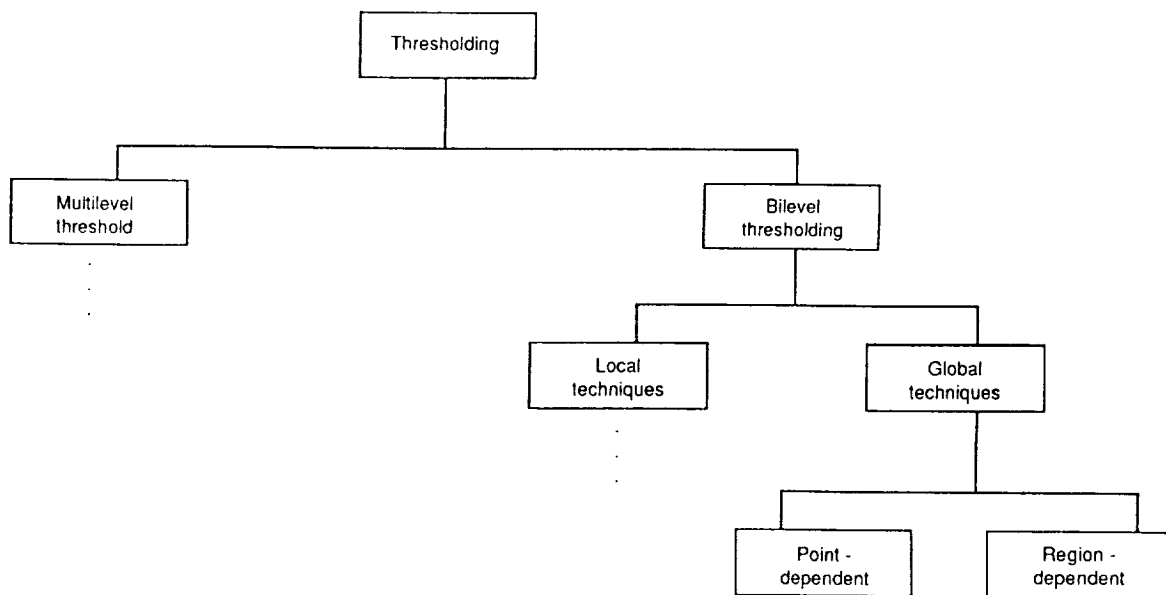 Thresholding
Multilevel
threshold
Bilevel
thresholding
Local
techniques
Global
techniques
Point -
dependent
Region -
dependent